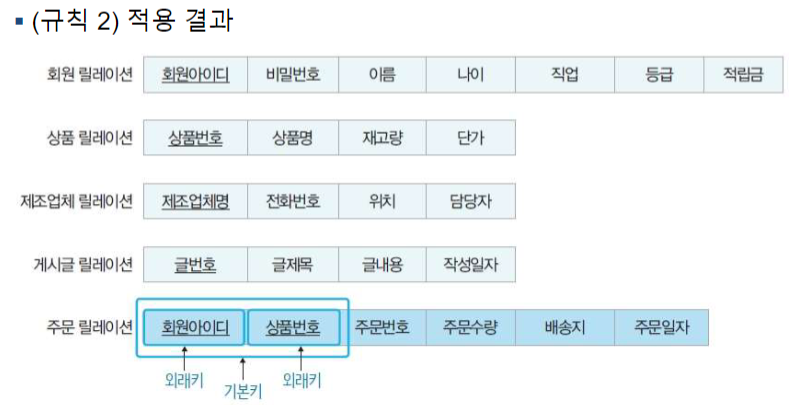 ▪ (규칙 2) 적용 결과
회원 릴레이션 회원아이디 비밀번호 이름 나이 직업 등급 적립금
상품 릴레이션 상품번호 상품명 재고량 단가
제조업체 릴레이션 제조업체명 전화번호 위치 담당자
게시글 릴레이션 글번호 글제목 글내용 작성일자
주문 릴레이션 회원아이디 상품번호 주문번호 주문수량 배송지 주문일자
외래키 기본키 외래키